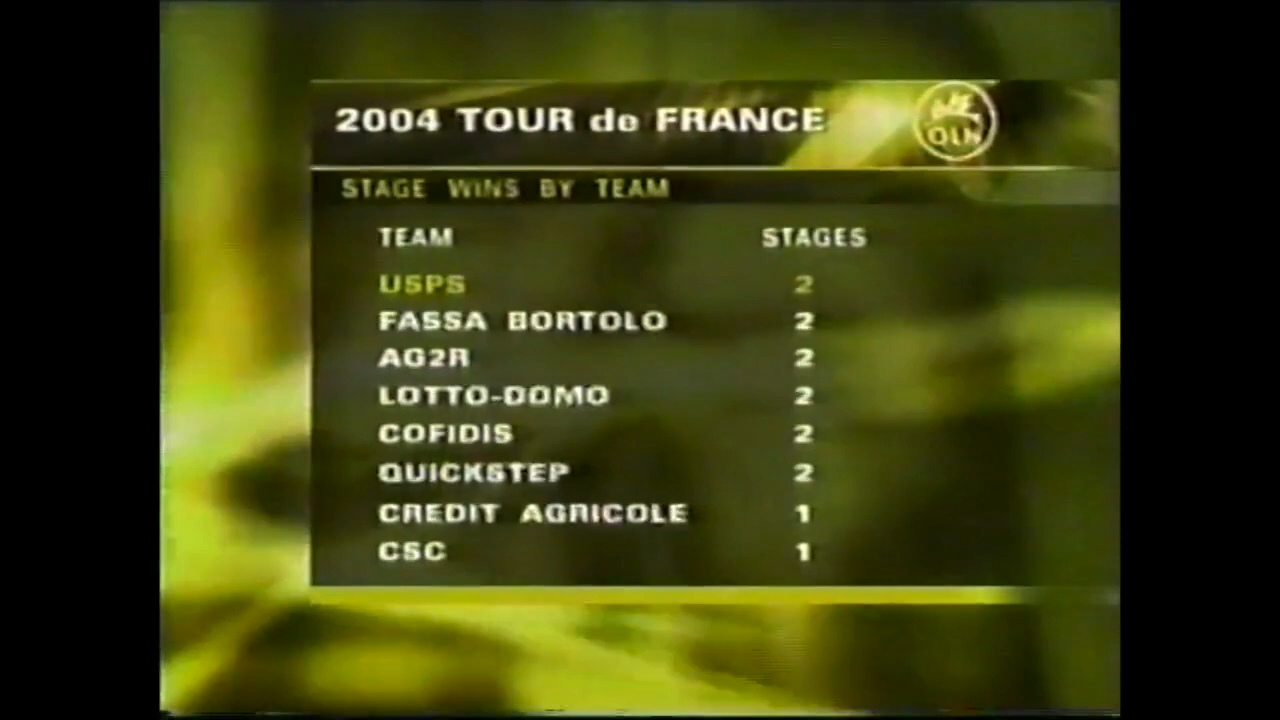 2004 TOUR de FRANCE
OLN
STAGE WINS BY TEAM
TEAM STAGES
USPS 2
FASSA BORTOLO 2
AG2R 2
LOTTO-DOMO 2
COFIDIS 2
QUICKSTEP 2
CREDIT AGRICOLE 1
CSC 1